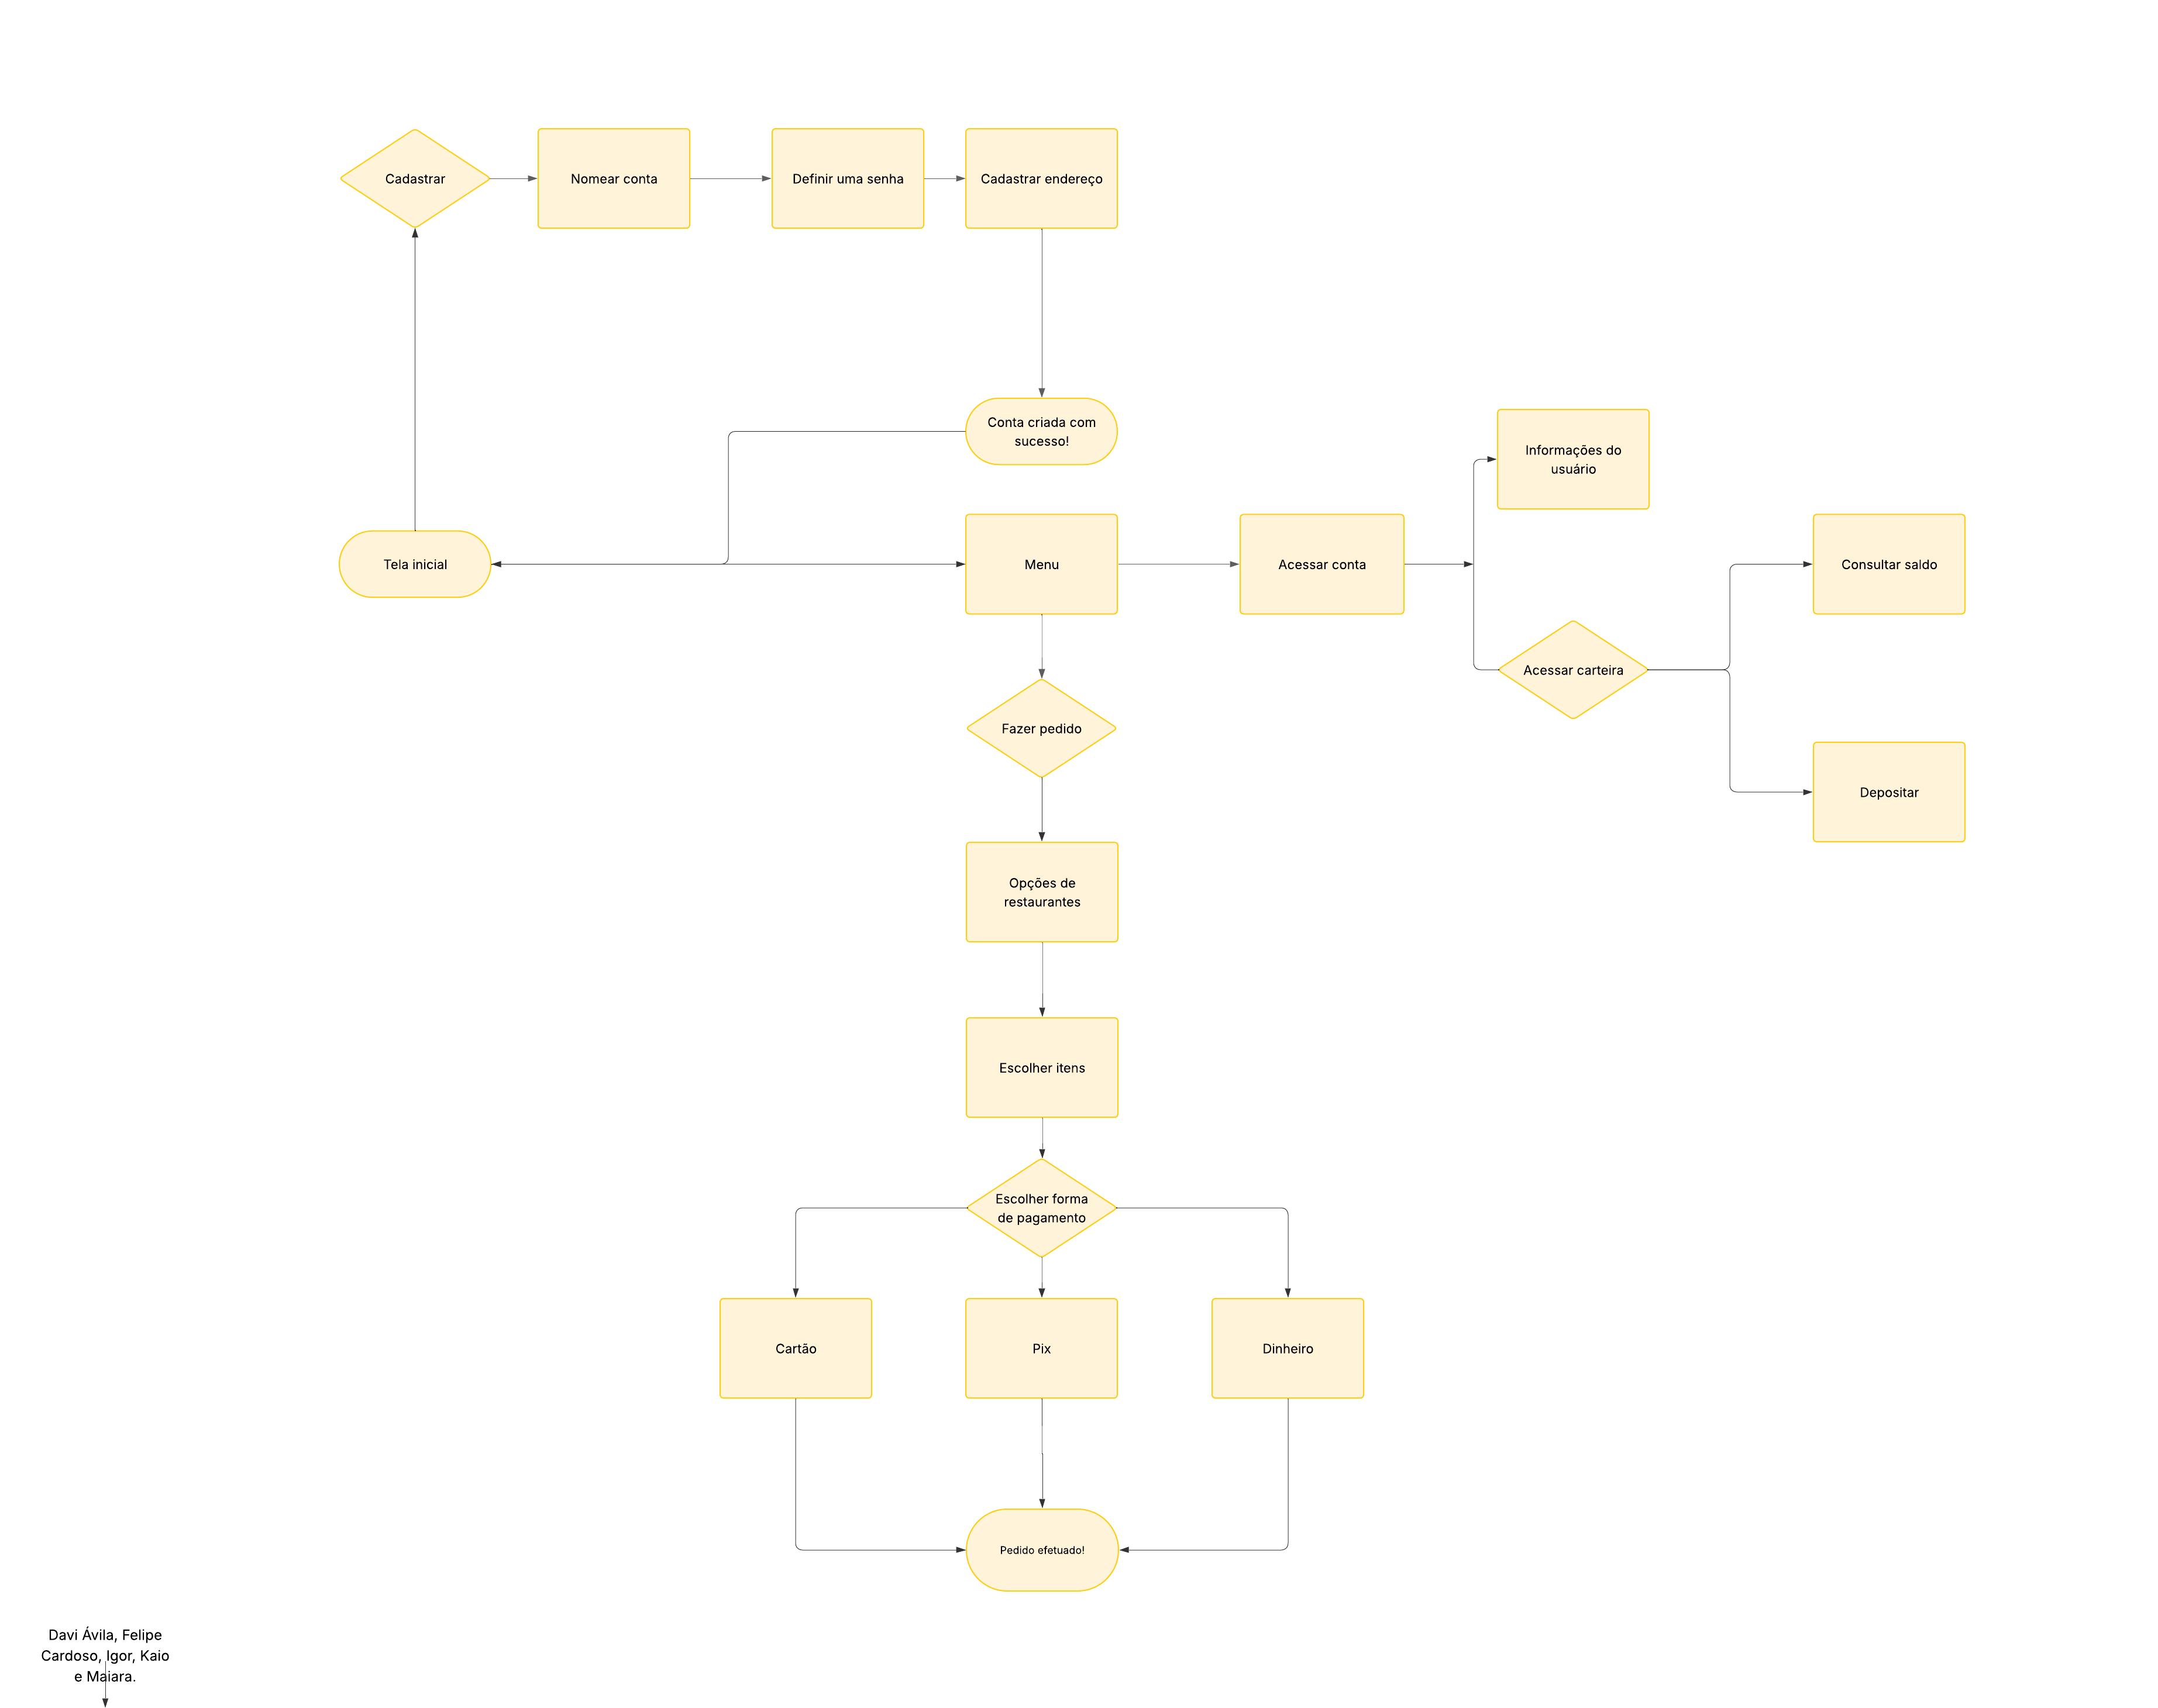 Cadastrar
Nomear conta
Definir uma senha
Cadastrar endereço
Conta criada com
sucesso!
Informações do
usuário
Tela inicial
Menu
Acessar conta
Consultar saldo
Acessar carteira
Fazer pedido
Depositar
Opções de
restaurantes
Escolher itens
Escolher forma
de pagamento
Cartão
Pix
Dinheiro
Pedido efetuado!
Davi Ávila, Felipe
Cardoso, Igor, Kaio
e Maiara.